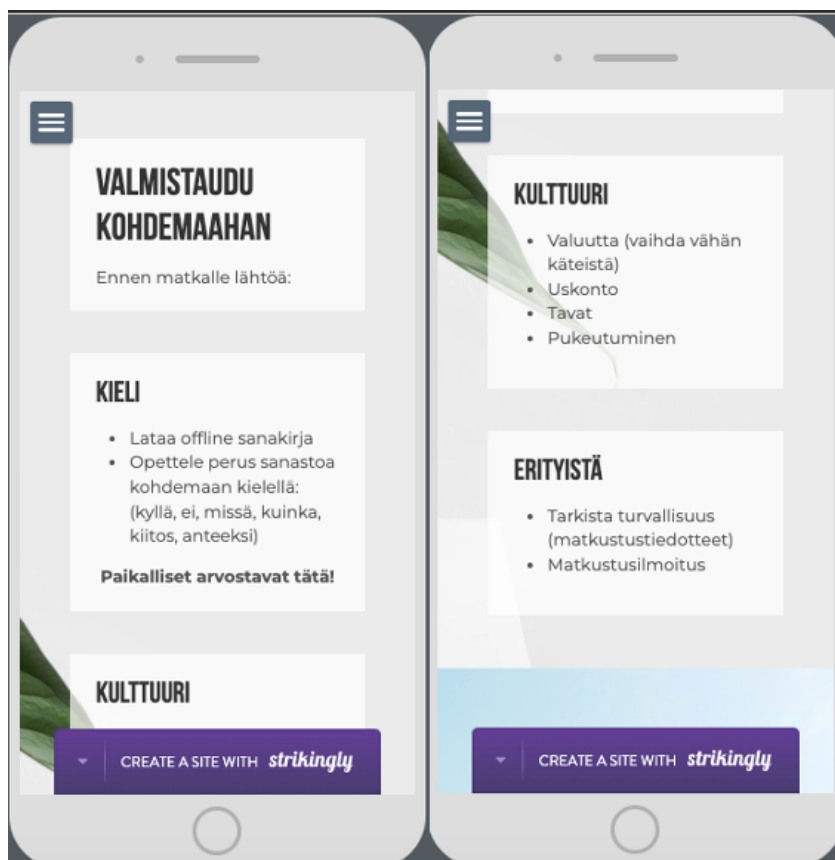 VALMISTAUDU
KOHDEMAAHAN
Ennen matkalle lähtöä:
KIELI
• Lataa offline sanakirja
• Opettele perus sanastoa
kohdemaan kielellä:
(kyllä, ei, missä, kuinka,
kiitos, anteeksi)
Paikalliset arvostavat tätä!
KULTTUURI
CREATE A SITE WITH strikingly
KULTTUURI
• Valuutta (vaihda vähän
käteistä)
• Uskonto
• Tavat
• Pukeutuminen
ERITYISTÄ
• Tarkista turvallisuus
(matkustustiedotteet)
• Matkustusilmoitus
CREATE A SITE WITH strikingly